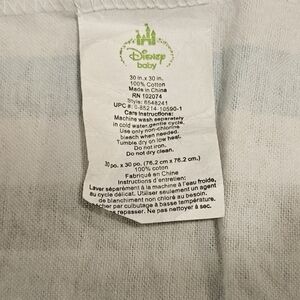 Disney
baby
30 in.x 30 in.
100% Cotton
Made in China
RN 102074
Style: 6548241
UPC #: 0-85214-10590-1
Care Instructions:
Machine wash separately
in cold water,gentle cycle.
Use only non-chlorine
bleach when needed.
Tumble dry on low heat.
Do not iron.
Do not dry clean.
30 po. x 30 po. (76.2 cm x 76.2 cm.)
100% coton
Fabriqué en Chine
Instructions d'entretien:
Laver séparément à la machine à l'eau froide,
au cycle délicat. Utiliser seulement un agent
de blanchiment non chloré au besoin.
cher par culbutage à basse température.
repasser. Ne pas nettoyer à sec.